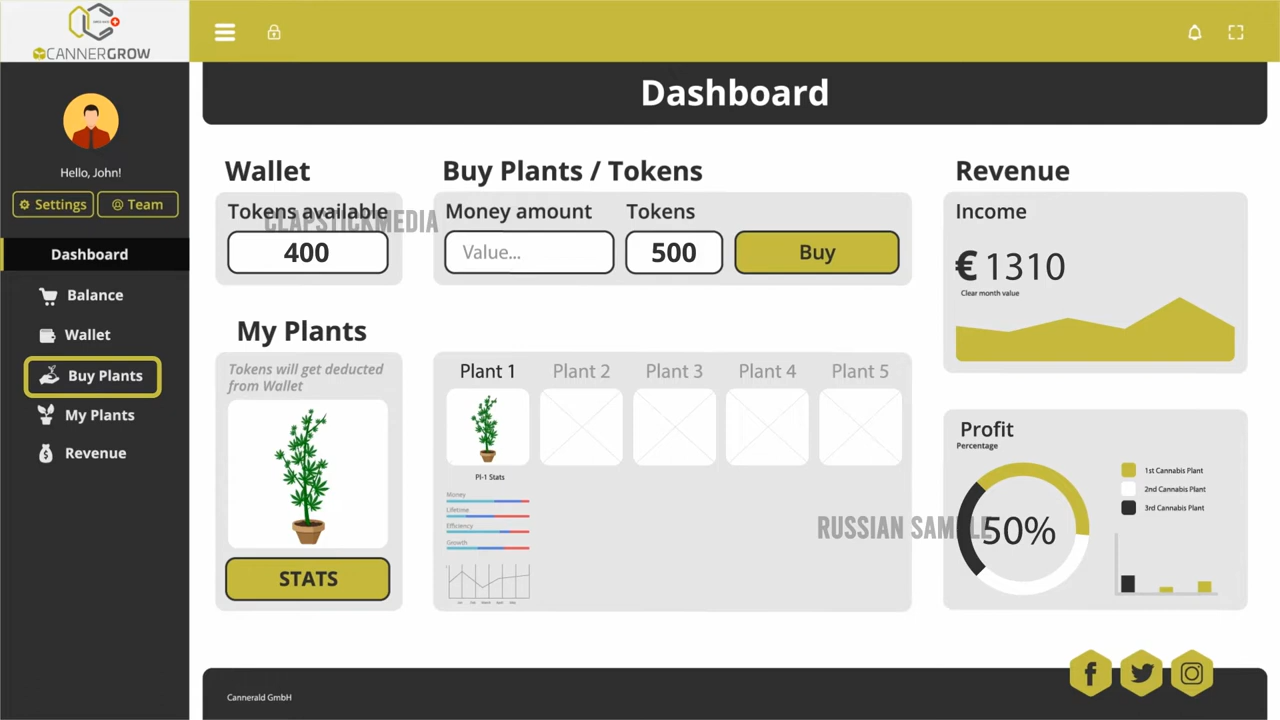 CANNERGROW
Dashboard
Hello, John!
Settings
Team
Dashboard
Balance
Wallet
Buy Plants
My Plants
Revenue
Wallet
Tokens available
400
CLAPSTICKMEDIA
Buy Plants / Tokens
Money amount
Tokens
Value...
500
Buy
Revenue
Income
€ 1310
Clear month value
My Plants
Tokens will get deducted
from Wallet
STATS
Plant 1
Plant 2
Plant 3
Plant 4
Plant 5
Pl-1 Stats
Money
Lifetime
Efficiency
Growth
Profit
Percentage
50%
1st Cannabis Plant
2nd Cannabis Plant
3rd Cannabis Plant
RUSSIAN SAMPLE
Cannerald GmbH